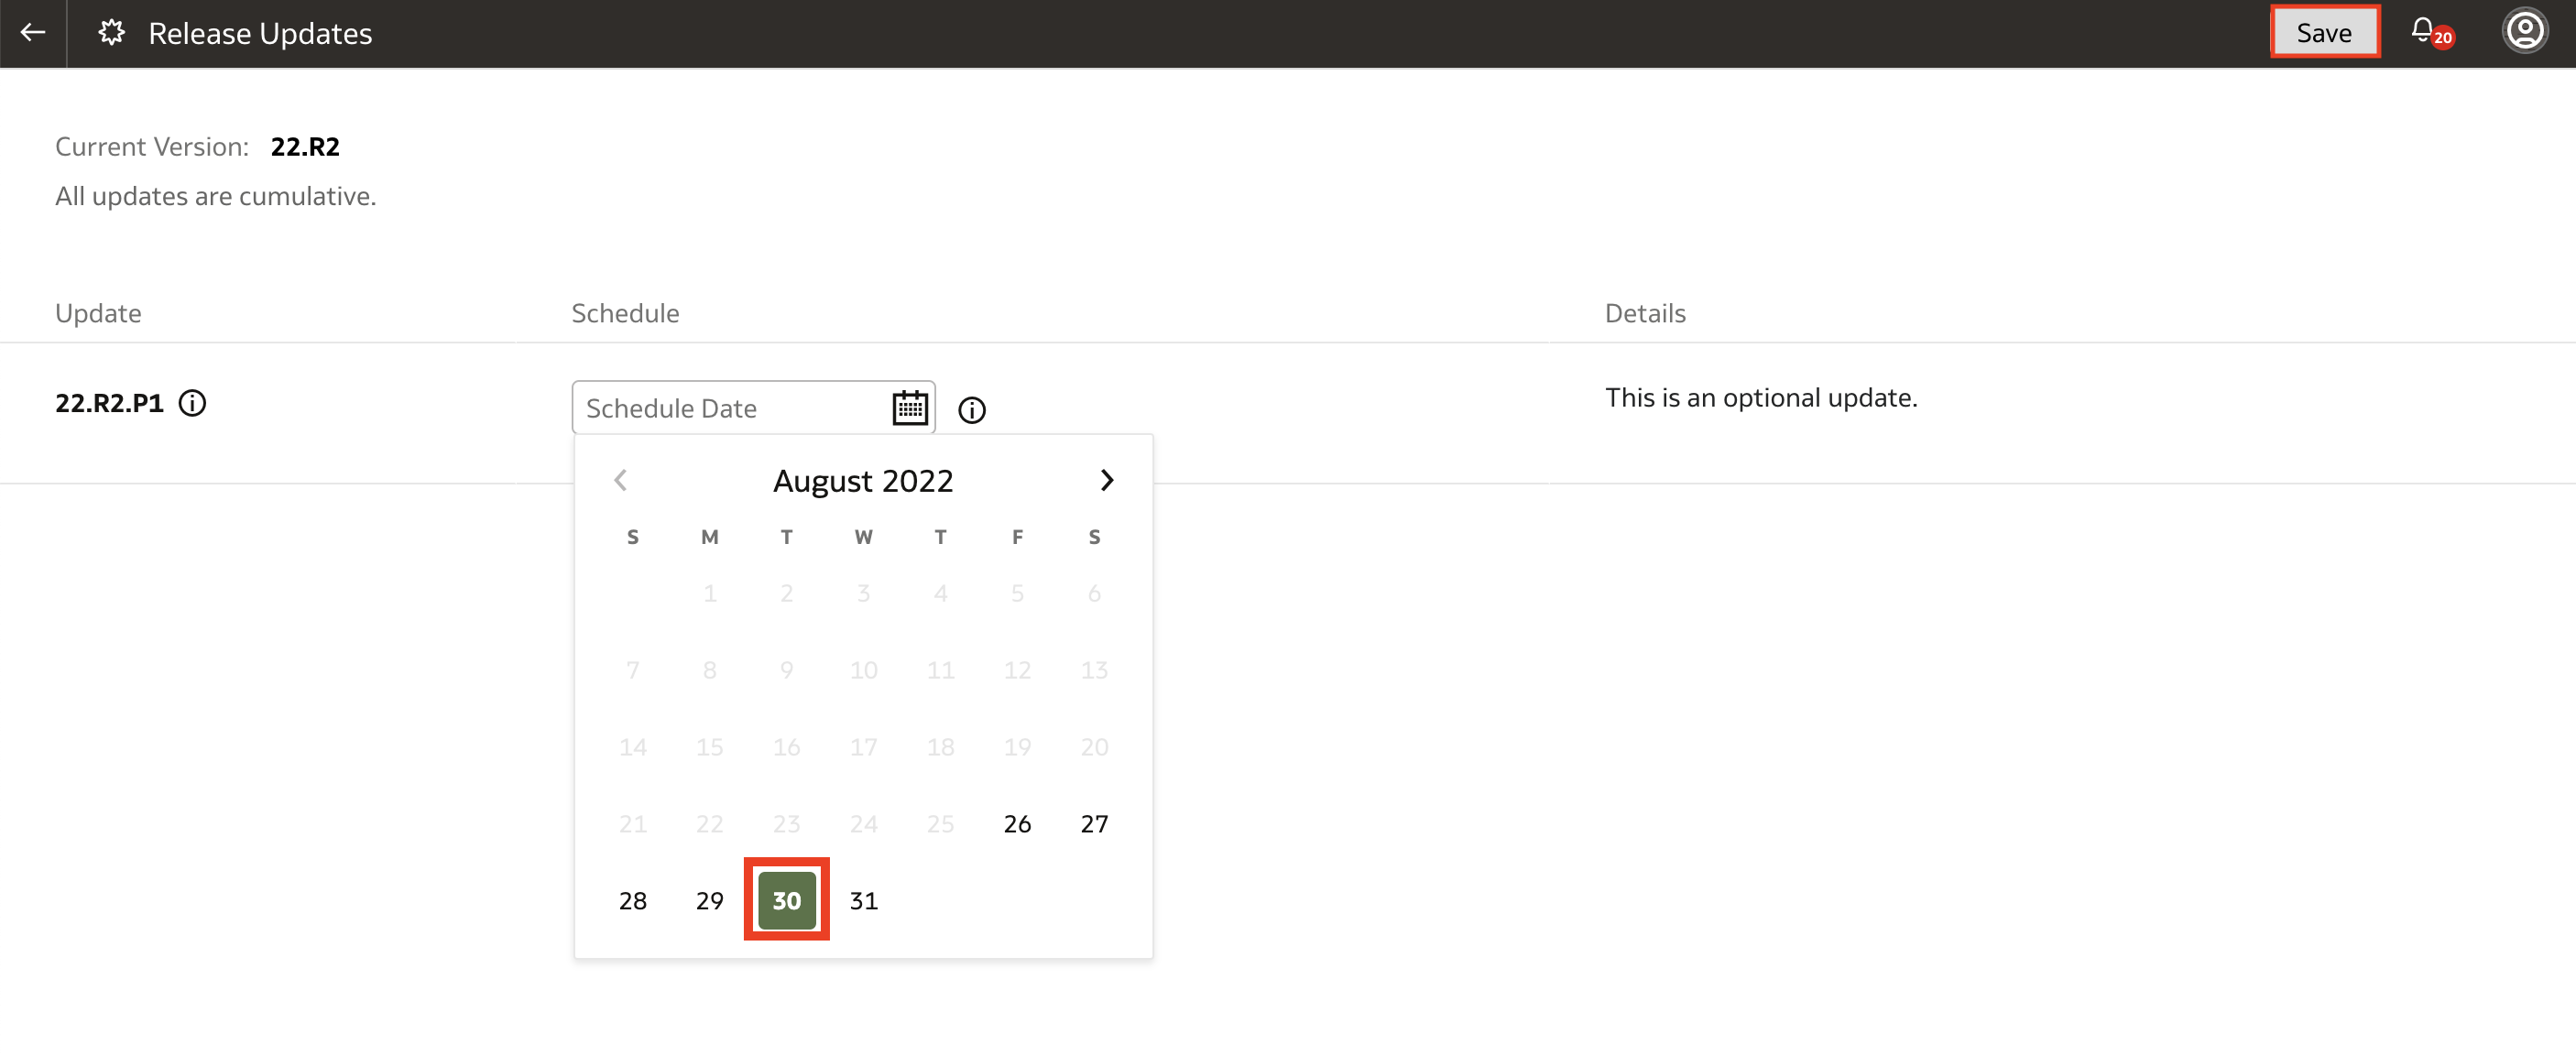 Release Updates
Save
20
Current Version: 22.R2
All updates are cumulative.
Update Schedule Details
22.R2.P1 Schedule Date This is an optional update.
August 2022
S M T W T F S
1 2 3 4 5 6
7 8 9 10 11 12 13
14 15 16 17 18 19 20
21 22 23 24 25 26 27
28 29 30 31